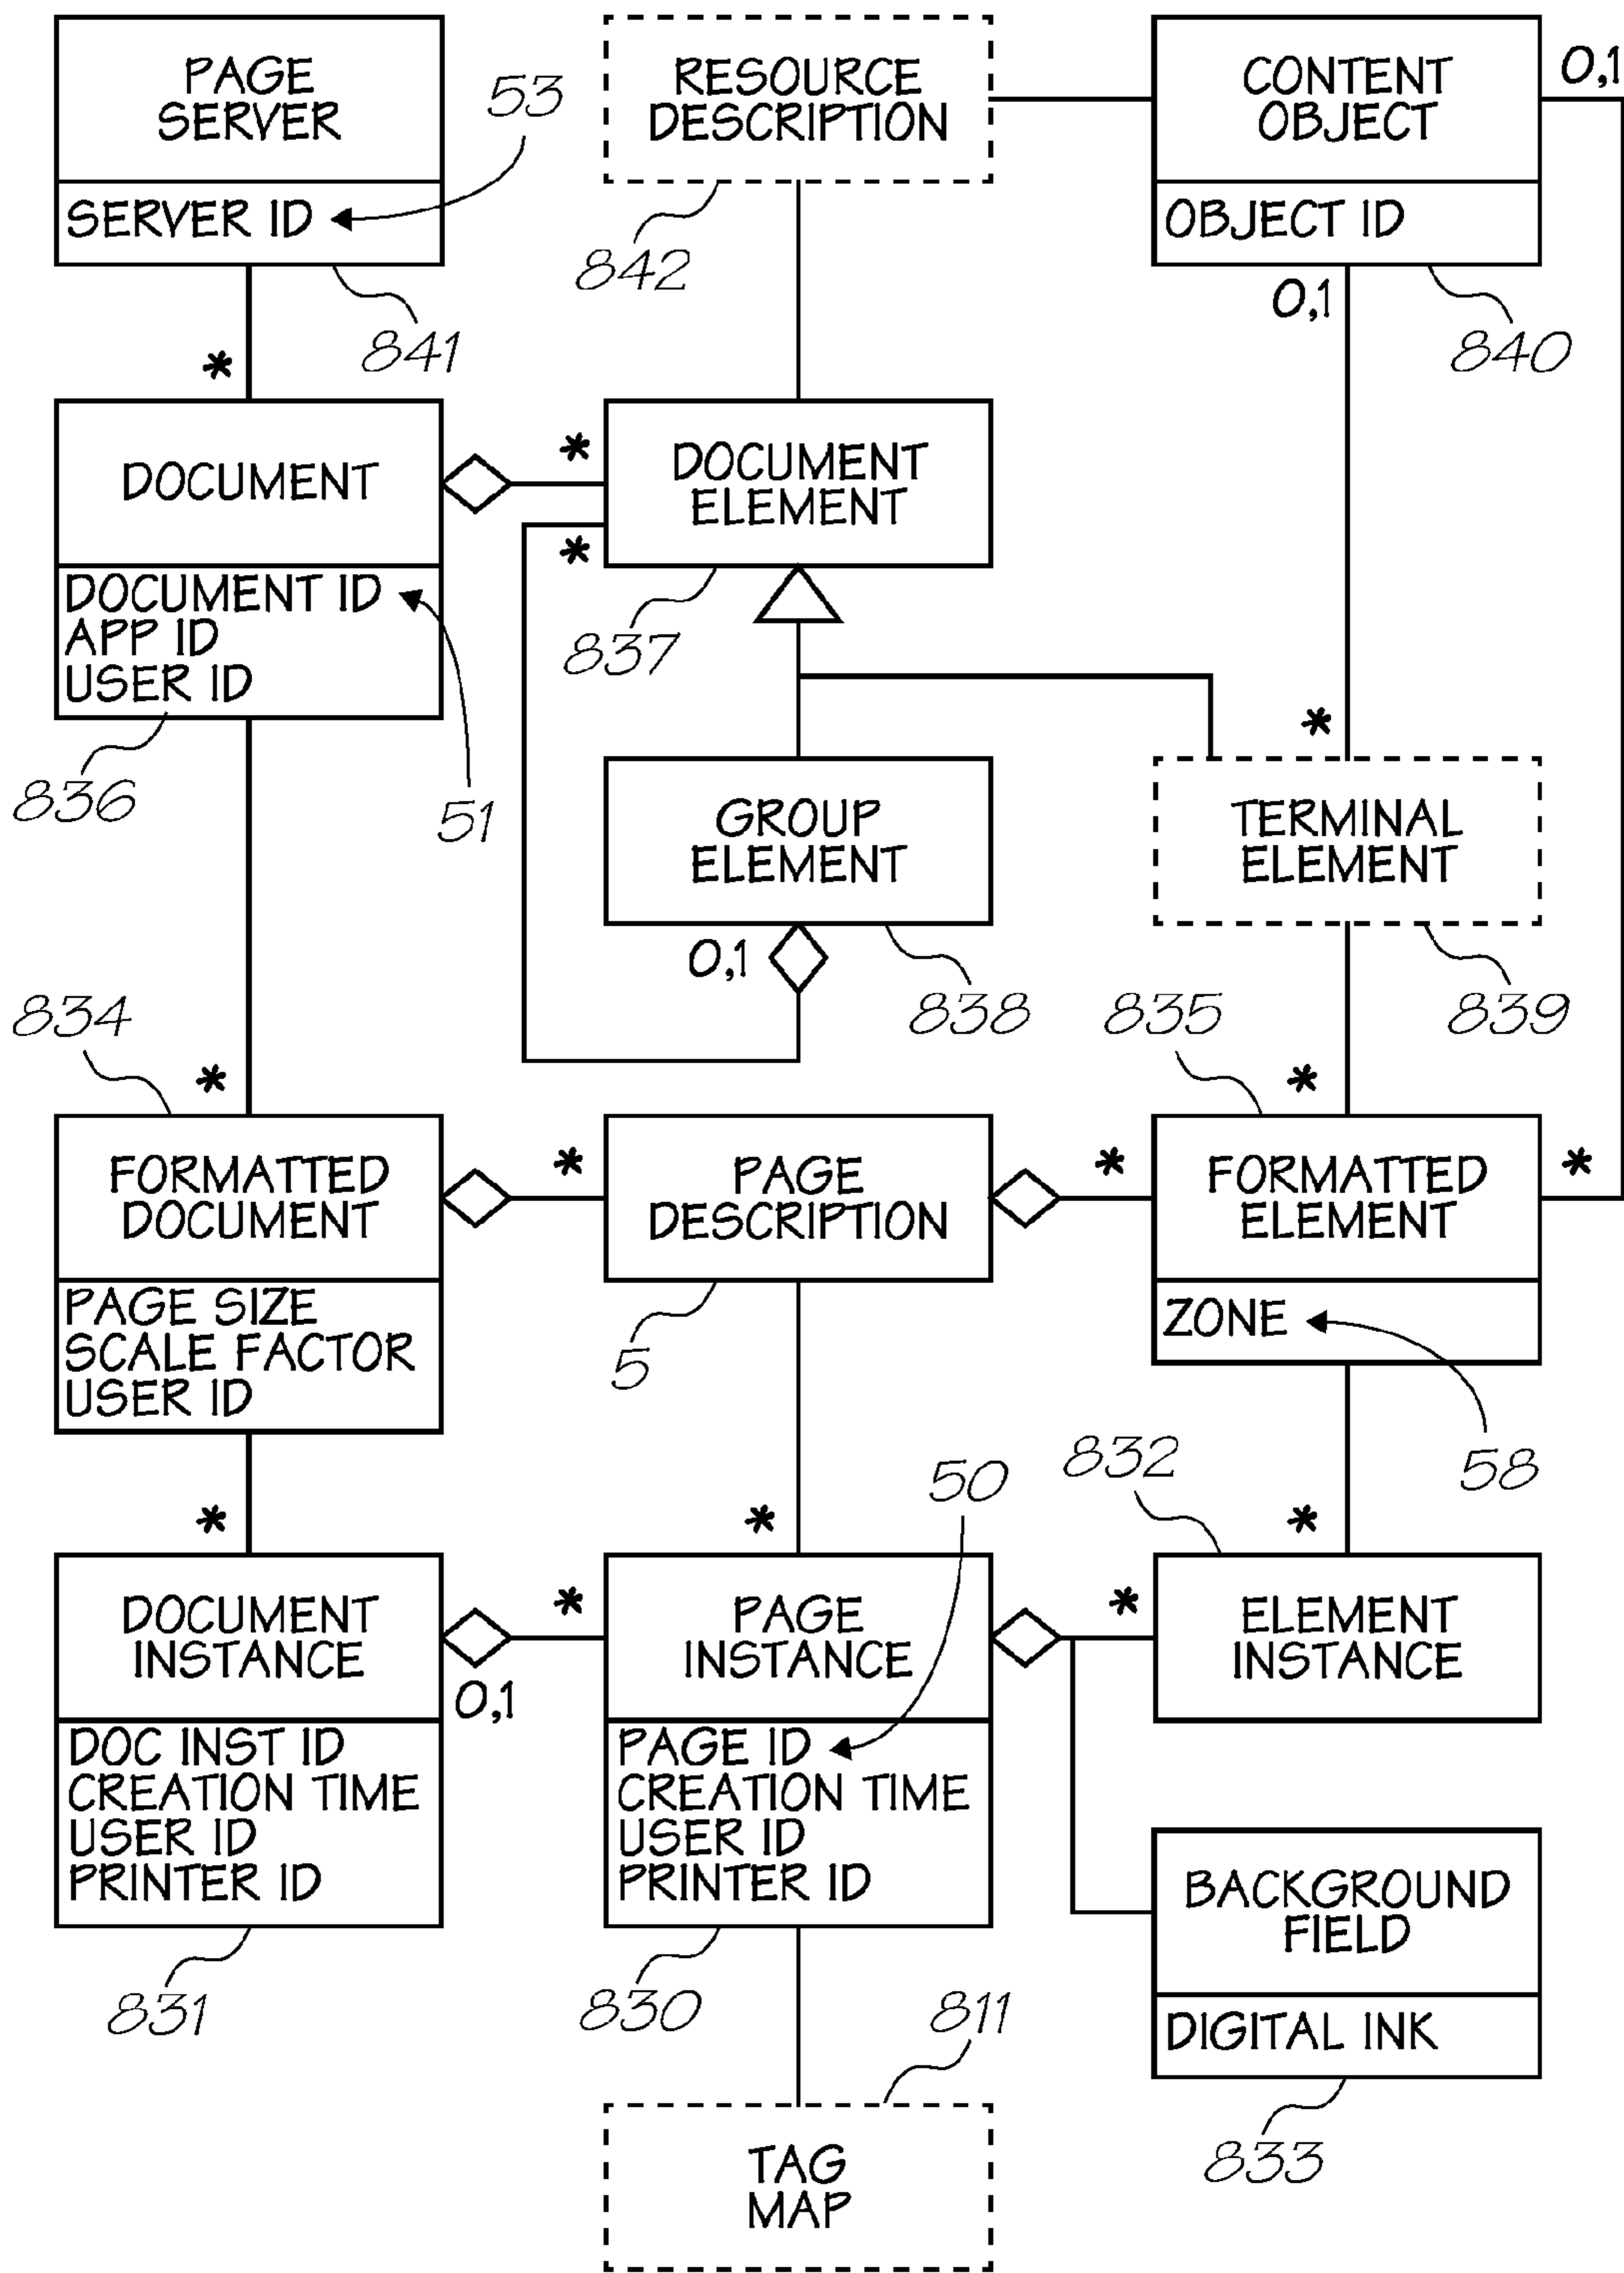 PAGE
SERVER
SERVER ID
53
841
RESOURCE
DESCRIPTION
842
CONTENT
OBJECT
OBJECT ID
0,1
0,1
840
*
DOCUMENT
DOCUMENT ID
APP ID
USER ID
836
51
*
*
DOCUMENT
ELEMENT
837
GROUP
ELEMENT
0,1
838
*
TERMINAL
ELEMENT
839
834
*
FORMATTED
DOCUMENT
PAGE SIZE
SCALE FACTOR
USER ID
*
PAGE
DESCRIPTION
5
835
*
*
FORMATTED
ELEMENT
*
ZONE
58
*
DOCUMENT
INSTANCE
0,1
DOC INST ID
CREATION TIME
USER ID
PRINTER ID
831
*
*
50
PAGE
INSTANCE
PAGE ID
CREATION TIME
USER ID
PRINTER ID
830
832
*
*
ELEMENT
INSTANCE
BACKGROUND
FIELD
DIGITAL INK
833
811
TAG
MAP